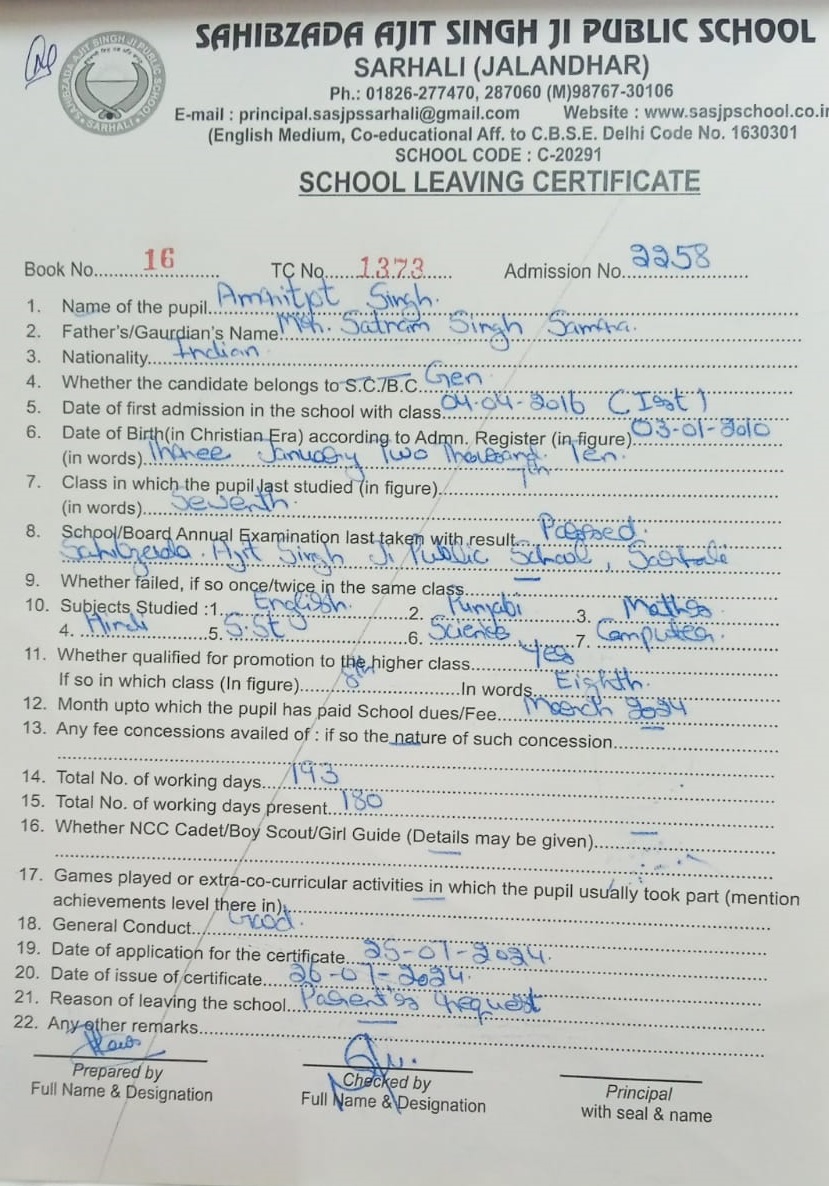 SAHIBZADA AJIT SINGH JI PUBLIC SCHOOL
SARHALI (JALANDHAR)
Ph.: 01826-277470, 287060 (M)98767-30106
E-mail : principal.sasjpssarhali@gmail.com Website : www.sasjpschool.co.in
(English Medium, Co-educational Aff. to C.B.S.E. Delhi Code No. 1630301
SCHOOL CODE : C-20291
SCHOOL LEAVING CERTIFICATE
SAHIBZADA AJIT SINGH JI PUBLIC SCHOOL SARHALI
Book No. 16 TC No. 1373 Admission No. 2258
1. Name of the pupil. Singh.
2. Father's/Gaurdian's Name. Satnam Singh Samra.
3. Nationality. Indian
4. Whether the candidate belongs to S.C./B.C. Gen
5. Date of first admission in the school with class. 04-04-2016 (Ist)
6. Date of Birth(in Christian Era) according to Admn. Register (in figure) 03-01-2010
(in words). Three January Two Thousand Ten.
7. Class in which the pupil last studied (in figure). 7th
(in words) Seventh.
8. School/Board Annual Examination last taken with result. Passed.
Sahibzada Ajit Singh Ji Public School, Sarhali
9. Whether failed, if so once/twice in the same class. —
10. Subjects Studied :1. English. 2. Punjabi 3. Maths
4. Hindi 5. S.St 6. Science 7. Computer.
11. Whether qualified for promotion to the higher class. Yes
If so in which class (In figure) 8th In words. Eighth.
12. Month upto which the pupil has paid School dues/Fee. March 2024
13. Any fee concessions availed of : if so the nature of such concession. —
14. Total No. of working days. 193
15. Total No. of working days present. 180
16. Whether NCC Cadet/Boy Scout/Girl Guide (Details may be given). —
17. Games played or extra-co-curricular activities in which the pupil usually took part (mention
achievements level there in). —
18. General Conduct. Good.
19. Date of application for the certificate. 25-07-2024.
20. Date of issue of certificate. 26-07-2024.
21. Reason of leaving the school. Parent's request
22. Any other remarks. —
Prepared by Checked by Principal
Full Name & Designation Full Name & Designation with seal & name